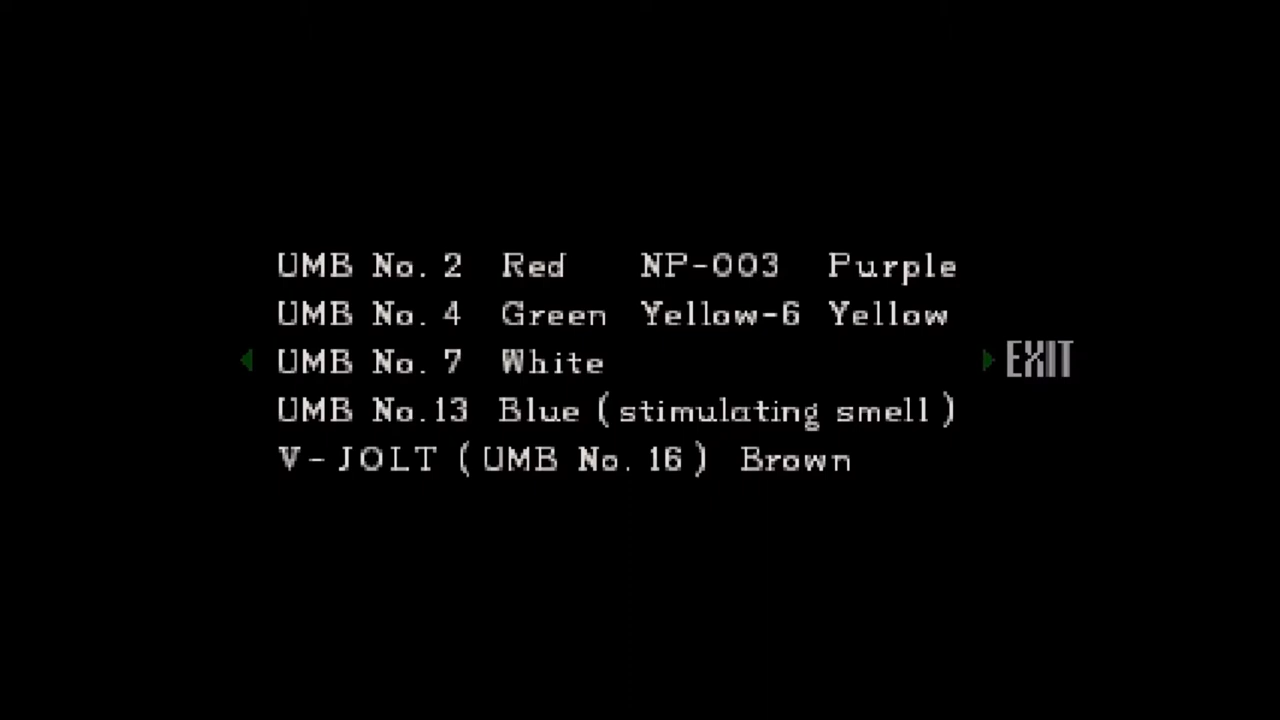 UMB No. 2 Red NP-003 Purple
UMB No. 4 Green Yellow-6 Yellow
UMB No. 7 White
EXIT
UMB No.13 Blue (stimulating smell)
V-JOLT (UMB No. 16) Brown